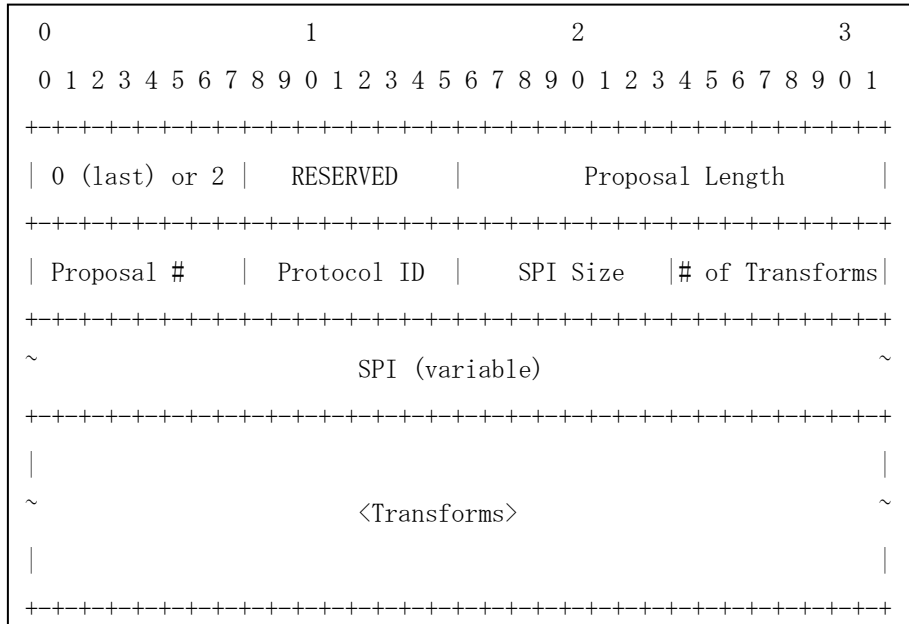 0                   1                   2                   3
0 1 2 3 4 5 6 7 8 9 0 1 2 3 4 5 6 7 8 9 0 1 2 3 4 5 6 7 8 9 0 1
+-+-+-+-+-+-+-+-+-+-+-+-+-+-+-+-+-+-+-+-+-+-+-+-+-+-+-+-+-+-+-+-+
| 0 (last) or 2 |   RESERVED    |         Proposal Length       |
+-+-+-+-+-+-+-+-+-+-+-+-+-+-+-+-+-+-+-+-+-+-+-+-+-+-+-+-+-+-+-+-+
| Proposal #    |  Protocol ID  |    SPI Size   |# of Transforms|
+-+-+-+-+-+-+-+-+-+-+-+-+-+-+-+-+-+-+-+-+-+-+-+-+-+-+-+-+-+-+-+-+
~                        SPI (variable)                         ~
+-+-+-+-+-+-+-+-+-+-+-+-+-+-+-+-+-+-+-+-+-+-+-+-+-+-+-+-+-+-+-+-+
|                                                               |
~                        <Transforms>                           ~
|                                                               |
+-+-+-+-+-+-+-+-+-+-+-+-+-+-+-+-+-+-+-+-+-+-+-+-+-+-+-+-+-+-+-+-+